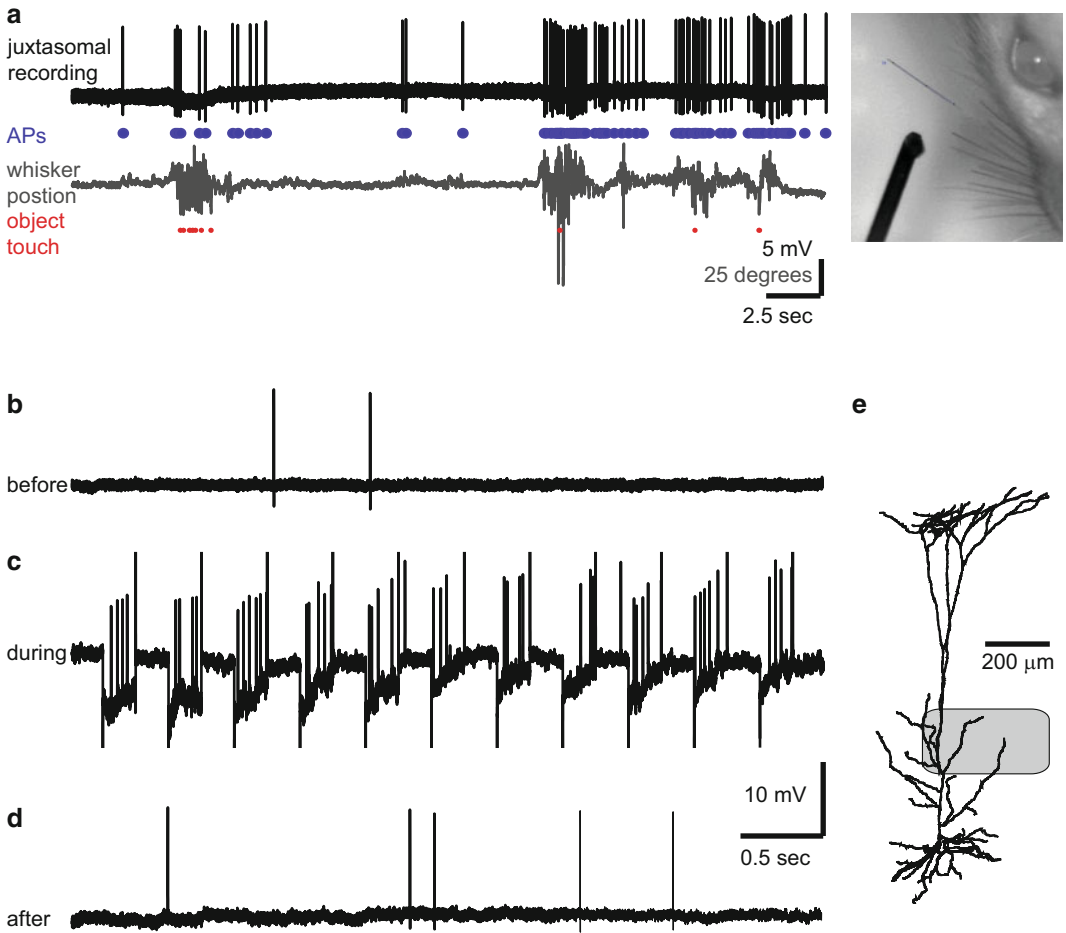 a
juxtasomal
recording
APs
whisker
postion
object
touch
5 mV
25 degrees
2.5 sec
b
before
c
during
10 mV
0.5 sec
d
after
e
200 μm